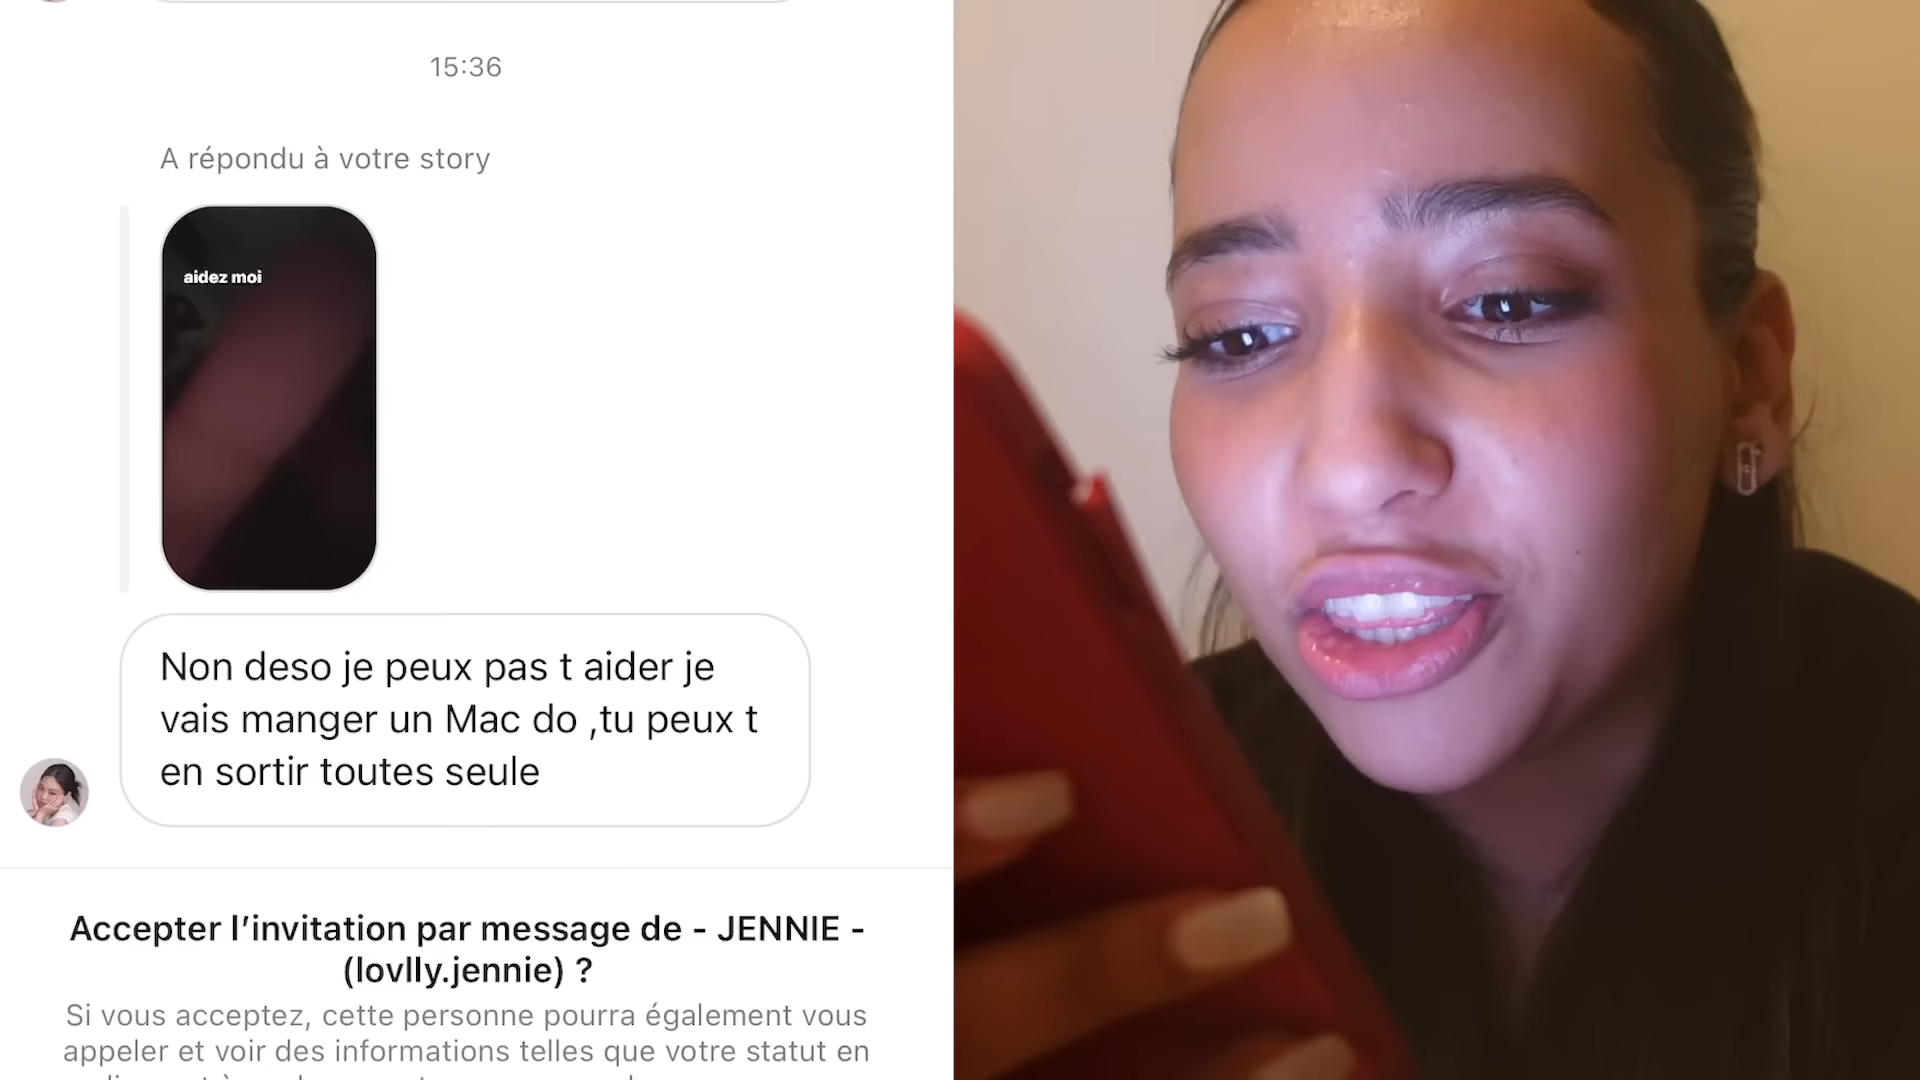 15:36
A répondu à votre story
aidez moi
Non deso je peux pas t aider je
vais manger un Mac do ,tu peux t
en sortir toutes seule
Accepter l’invitation par message de - JENNIE -
(lovlly.jennie) ?
Si vous acceptez, cette personne pourra également vous
appeler et voir des informations telles que votre statut en